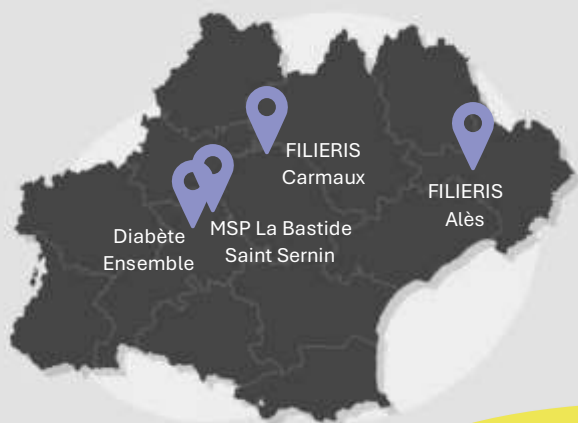 FILIERIS
Carmaux
FILIERIS
Alès
Diabète
Ensemble
MSP La Bastide
Saint Sernin